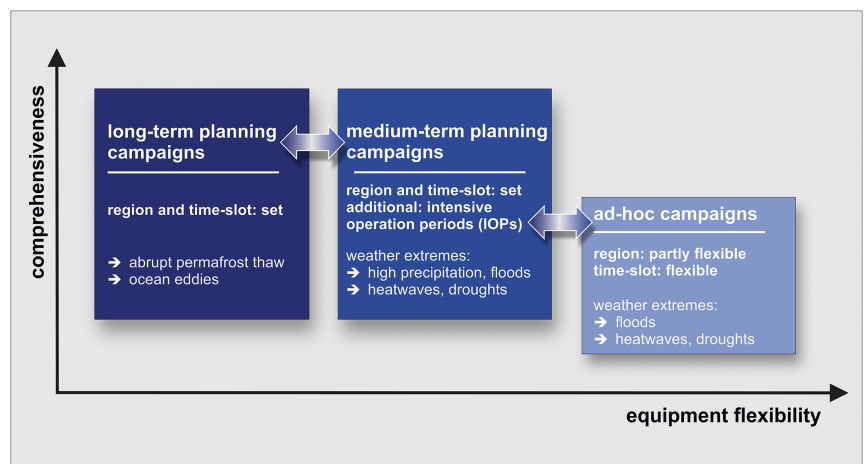 comprehensiveness
long-term planning
campaigns
region and time-slot: set
➔ abrupt permafrost thaw
➔ ocean eddies
medium-term planning
campaigns
region and time-slot: set
additional: intensive
operation periods (IOPs)
weather extremes:
➔ high precipitation, floods
➔ heatwaves, droughts
ad-hoc campaigns
region: partly flexible
time-slot: flexible
weather extremes:
➔ floods
➔ heatwaves, droughts
equipment flexibility